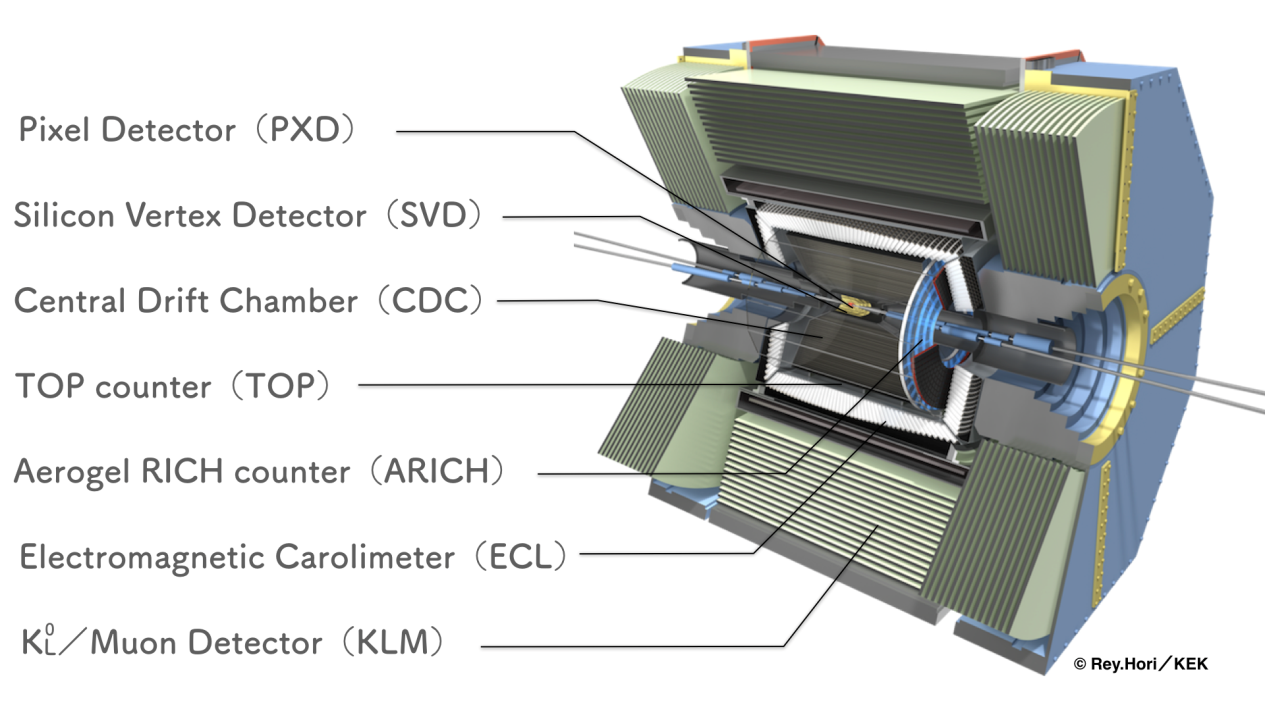 Pixel Detector（PXD）
Silicon Vertex Detector（SVD）
Central Drift Chamber（CDC）
TOP counter（TOP）
Aerogel RICH counter（ARICH）
Electromagnetic Carolimeter（ECL）
K⁰L／Muon Detector（KLM）
© Rey.Hori／KEK